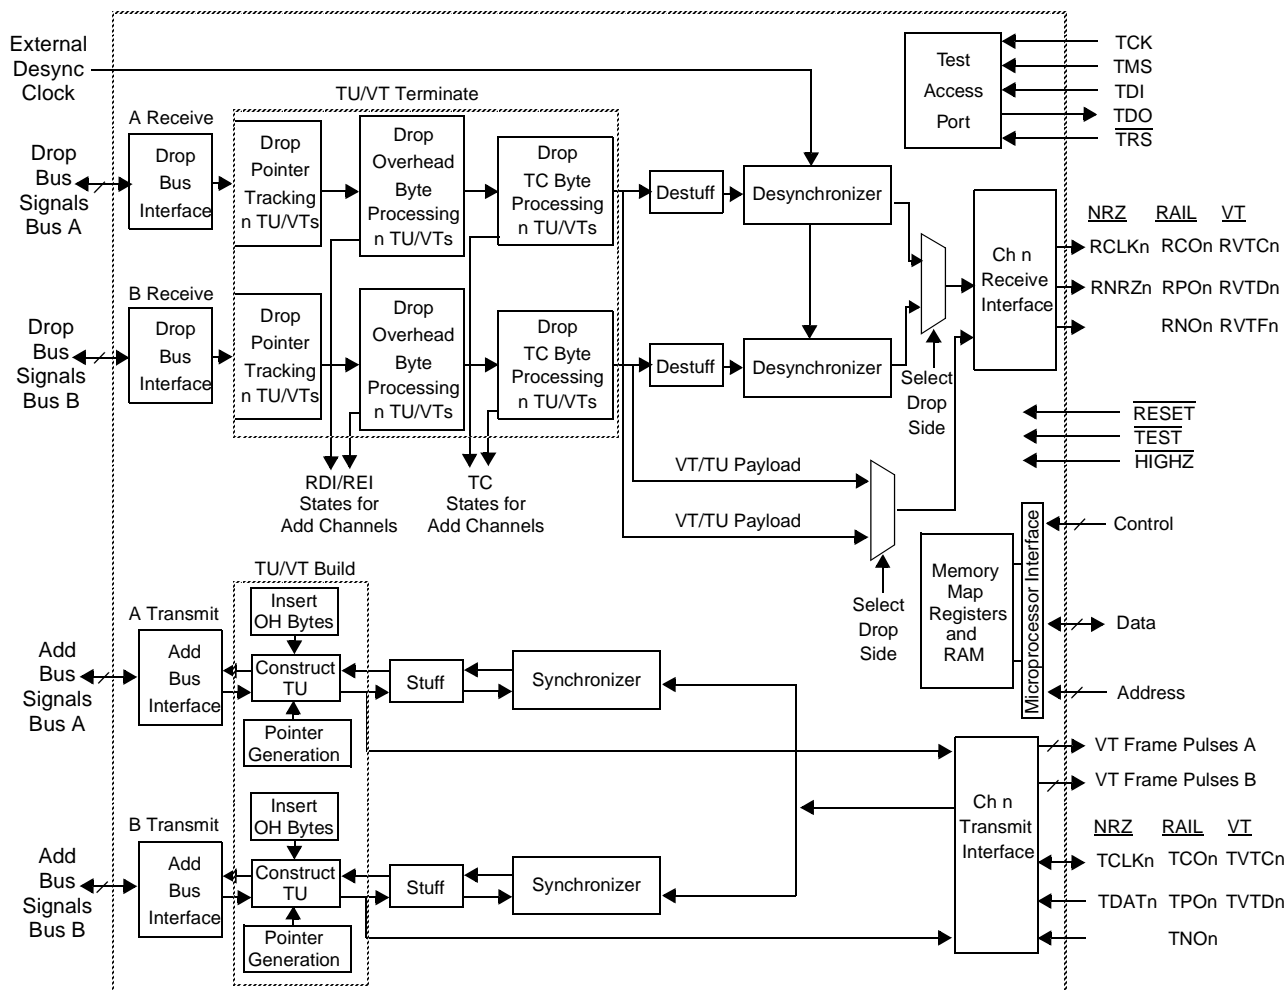 External
Desync
Clock
TU/VT Terminate
Test
Access
Port
TCK
TMS
TDI
TDO
TRS
A Receive
Drop
Bus
Signals
Bus A
Drop
Bus
Interface
Drop
Pointer
Tracking
n TU/VTs
Drop
Overhead
Byte
Processing
n TU/VTs
Drop
TC Byte
Processing
n TU/VTs
Destuff
Desynchronizer
Ch n
Receive
Interface
NRZ RAIL VT
RCLKn RCOn RVTCn
RNRZn RPOn RVTDn
RNOn RVTFn
B Receive
Drop
Bus
Signals
Bus B
Drop
Bus
Interface
Drop
Pointer
Tracking
n TU/VTs
Drop
Overhead
Byte
Processing
n TU/VTs
Drop
TC Byte
Processing
n TU/VTs
Destuff
Desynchronizer
Select
Drop
Side
RESET
TEST
HIGHZ
RDI/REI
States for
Add Channels
TC
States for
Add Channels
VT/TU Payload
VT/TU Payload
Select
Drop
Side
Memory
Map
Registers
and
RAM
Microprocessor Interface
Control
Data
Address
TU/VT Build
A Transmit
Add
Bus
Signals
Bus A
Add
Bus
Interface
Insert
OH Bytes
Construct
TU
Pointer
Generation
Stuff
Synchronizer
VT Frame Pulses A
VT Frame Pulses B
Ch n
Transmit
Interface
NRZ RAIL VT
TCLKn TCOn TVTCn
TDATn TPOn TVTDn
TNOn
B Transmit
Add
Bus
Signals
Bus B
Add
Bus
Interface
Insert
OH Bytes
Construct
TU
Pointer
Generation
Stuff
Synchronizer